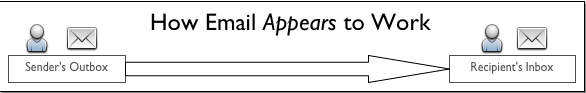 How Email Appears to Work
Sender's Outbox
Recipient's Inbox